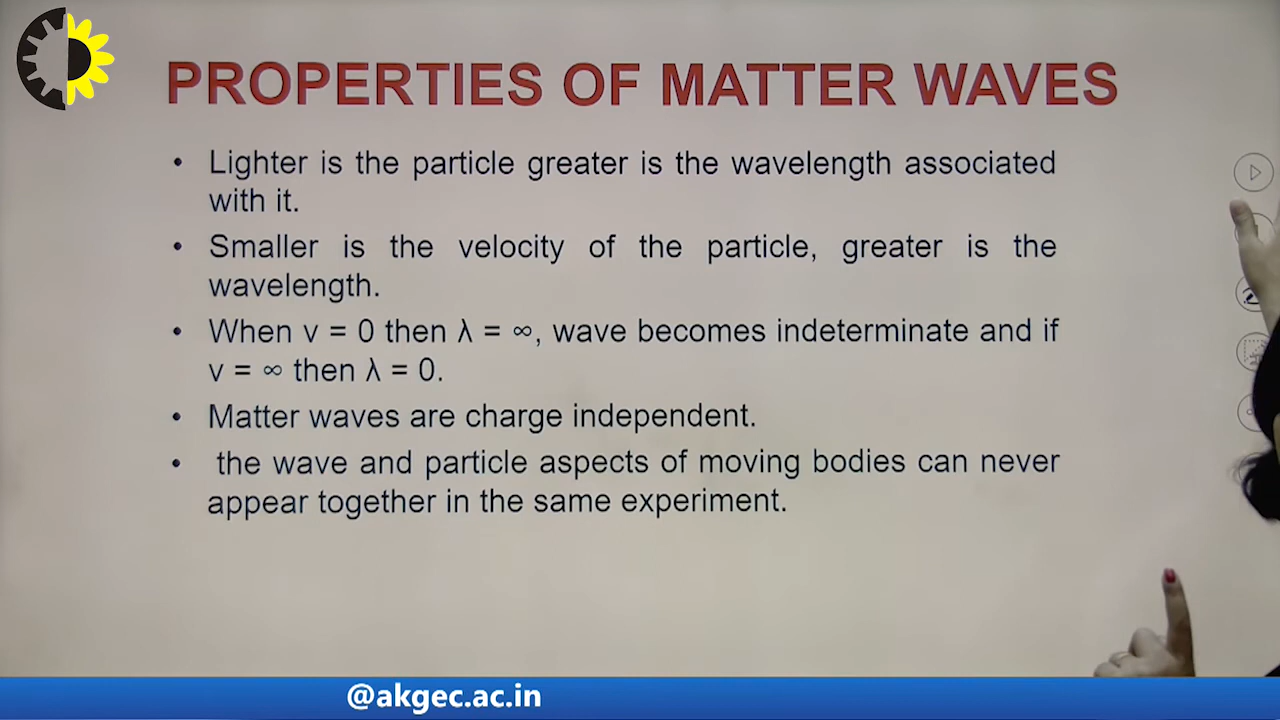 PROPERTIES OF MATTER WAVES
• Lighter is the particle greater is the wavelength associated
with it.
• Smaller is the velocity of the particle, greater is the
wavelength.
• When v = 0 then λ = ∞, wave becomes indeterminate and if
v = ∞ then λ = 0.
• Matter waves are charge independent.
• the wave and particle aspects of moving bodies can never
appear together in the same experiment.
@akgec.ac.in